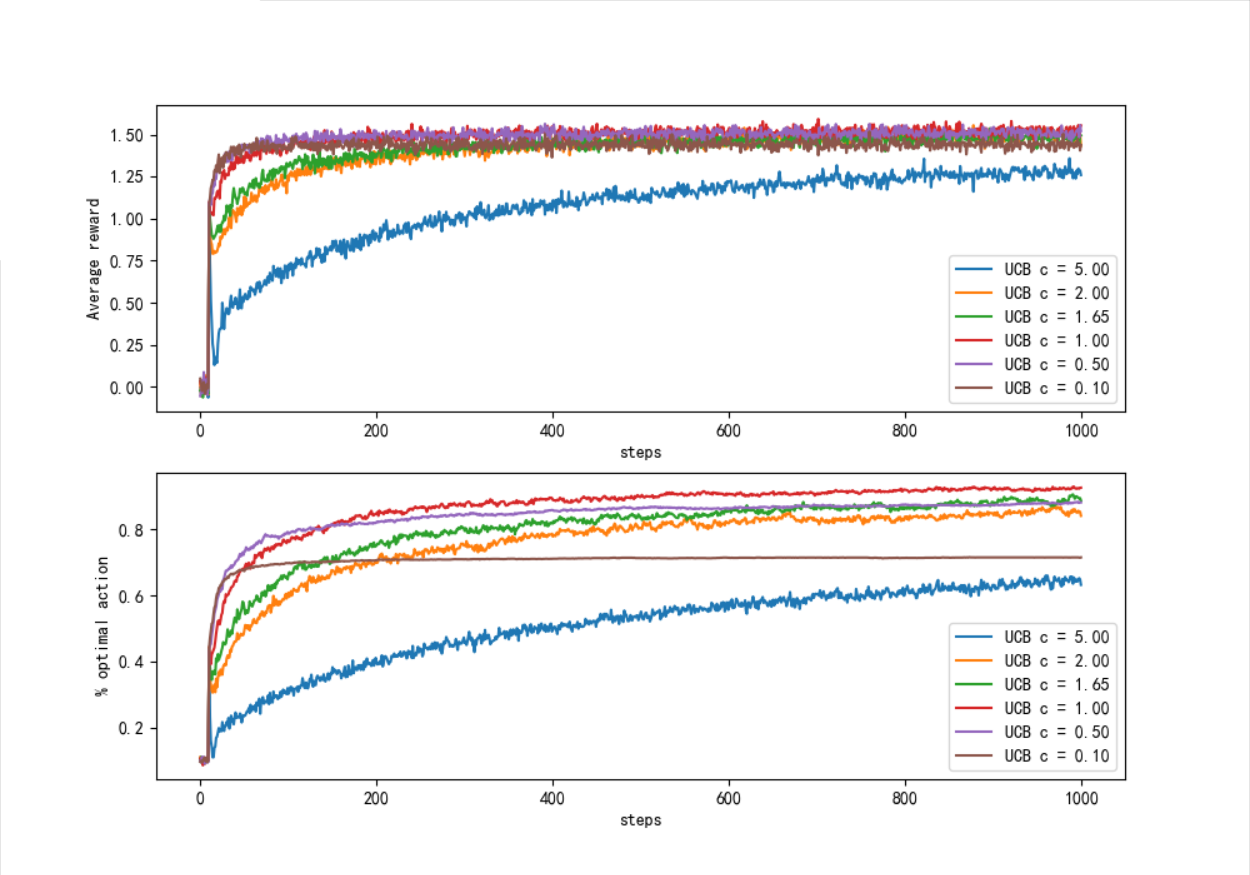 1.50
1.25
1.00
0.75
0.50
0.25
0.00
Average reward
0 200 400 600 800 1000
steps
UCB c = 5.00
UCB c = 2.00
UCB c = 1.65
UCB c = 1.00
UCB c = 0.50
UCB c = 0.10
0.8
0.6
0.4
0.2
% optimal action
0 200 400 600 800 1000
steps
UCB c = 5.00
UCB c = 2.00
UCB c = 1.65
UCB c = 1.00
UCB c = 0.50
UCB c = 0.10